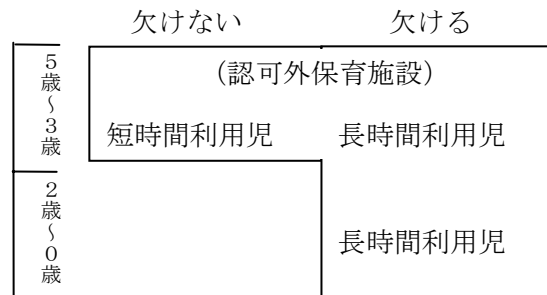 欠けない 欠ける
5歳〜3歳
(認可外保育施設)
短時間利用児 長時間利用児
2歳〜0歳
長時間利用児